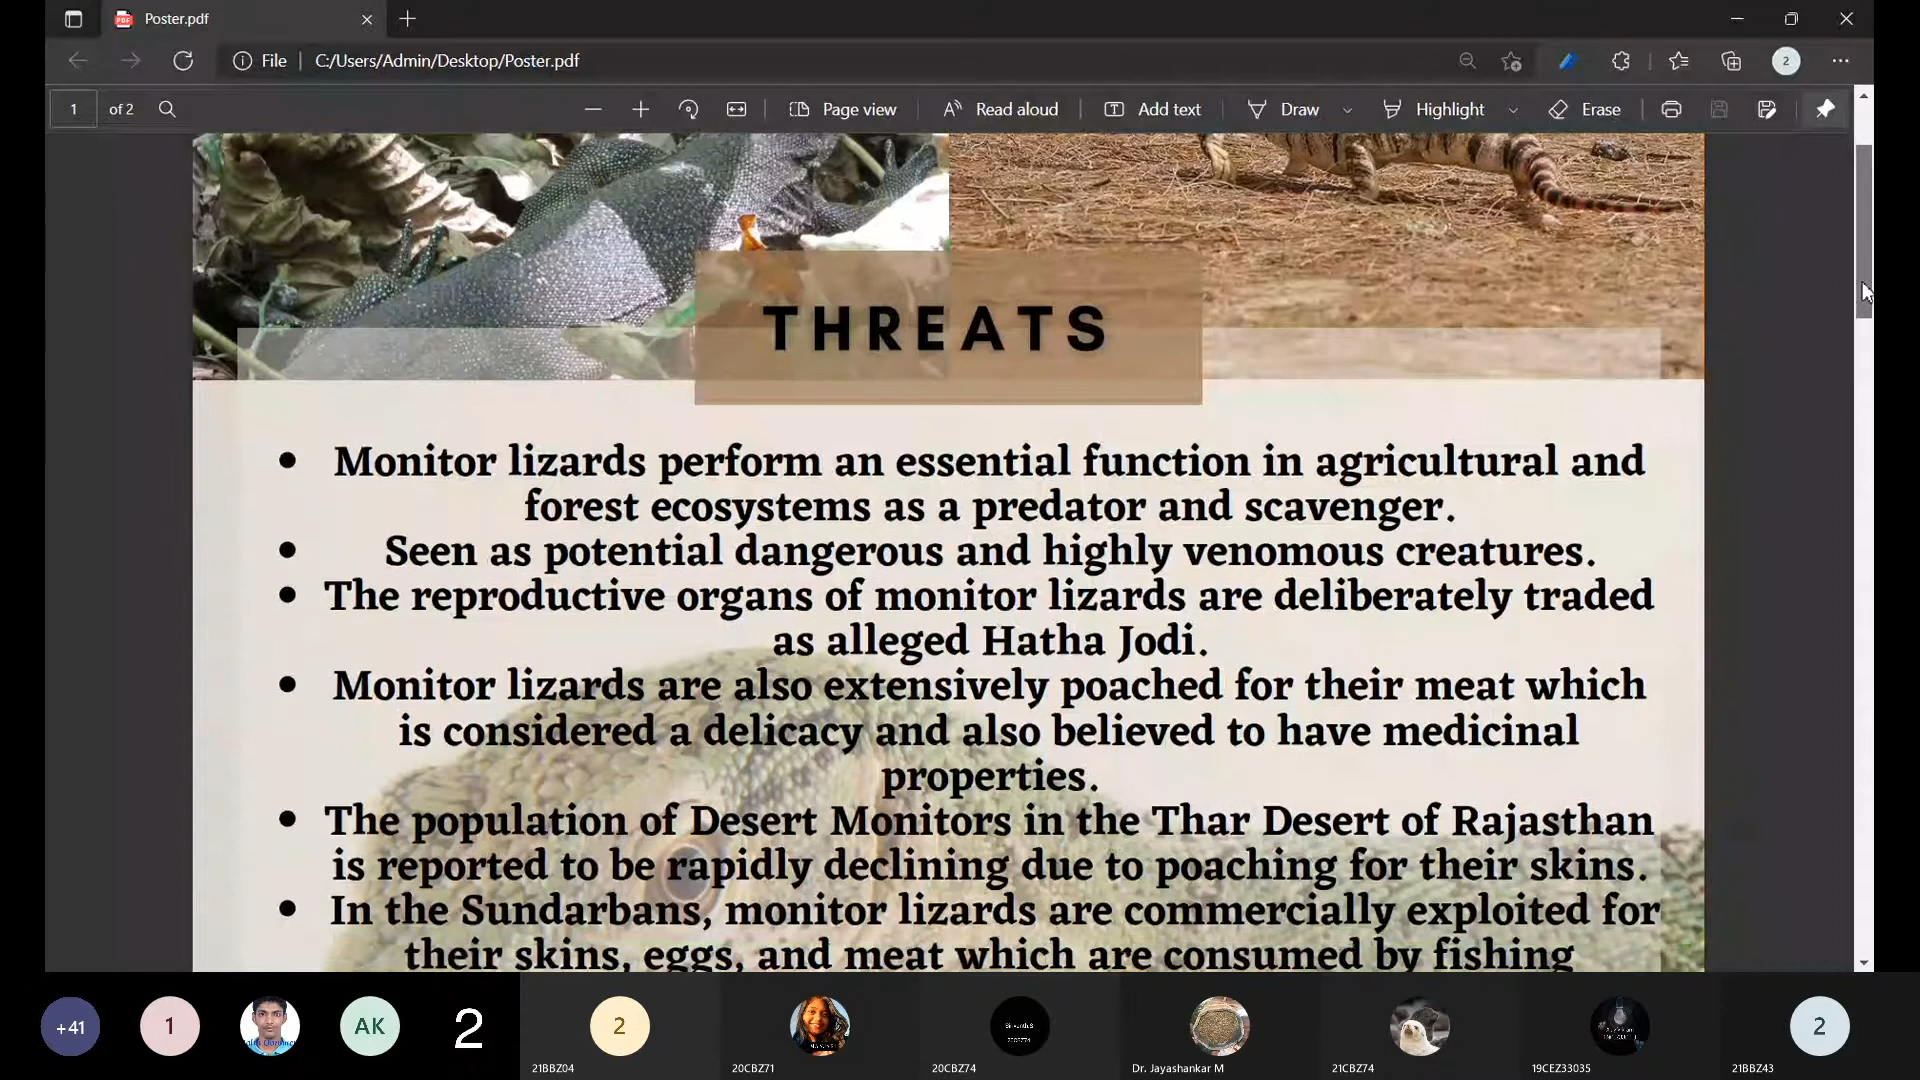 Poster.pdf
File
C:/Users/Admin/Desktop/Poster.pdf
2
1 of 2
Page view
Read aloud
Add text
Draw
Highlight
Erase
THREATS
• Monitor lizards perform an essential function in agricultural and
forest ecosystems as a predator and scavenger.
• Seen as potential dangerous and highly venomous creatures.
• The reproductive organs of monitor lizards are deliberately traded
as alleged Hatha Jodi.
• Monitor lizards are also extensively poached for their meat which
is considered a delicacy and also believed to have medicinal
properties.
• The population of Desert Monitors in the Thar Desert of Rajasthan
is reported to be rapidly declining due to poaching for their skins.
• In the Sundarbans, monitor lizards are commercially exploited for
their skins, eggs, and meat which are consumed by fishing
+41
1
AK
2
2
2
21BBZ04
20CBZ71
20CBZ74
Dr. Jayashankar M
21CBZ74
19CEZ33035
21BBZ43